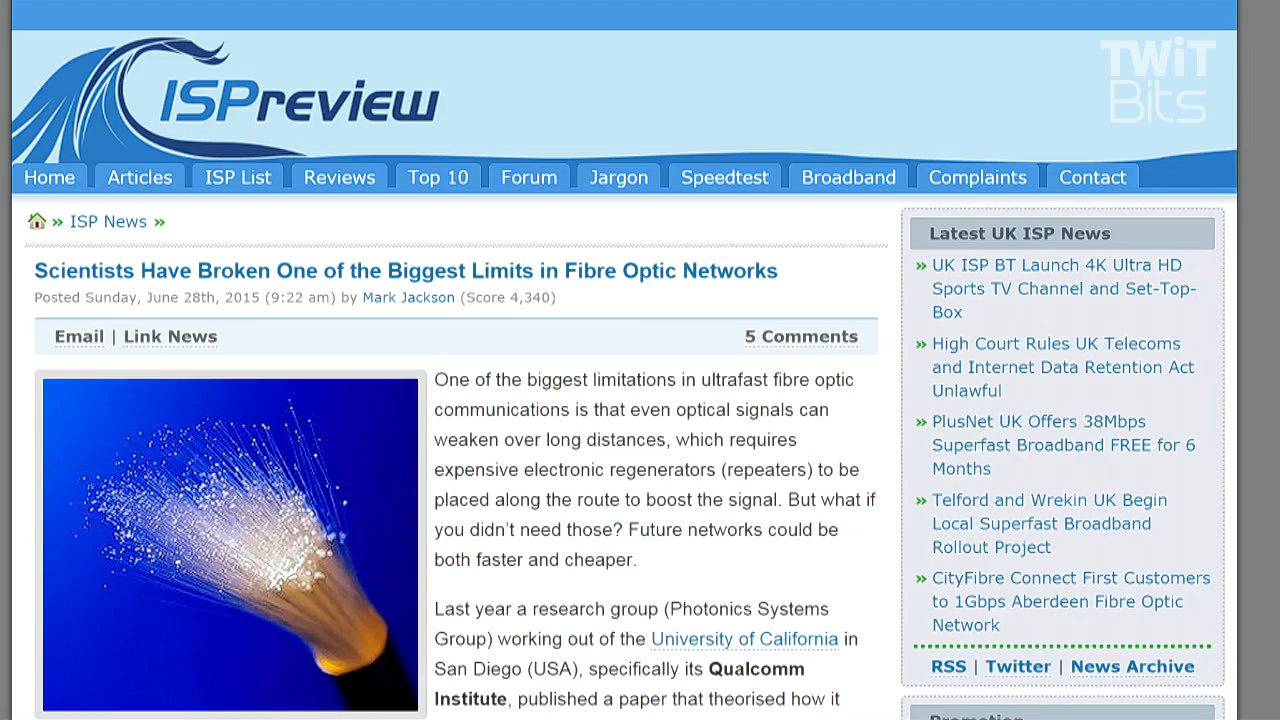 TWiT
Bits
ISPreview
Home
Articles
ISP List
Reviews
Top 10
Forum
Jargon
Speedtest
Broadband
Complaints
Contact
» ISP News »
Scientists Have Broken One of the Biggest Limits in Fibre Optic Networks
Posted Sunday, June 28th, 2015 (9:22 am) by Mark Jackson (Score 4,340)
Email | Link News
5 Comments
One of the biggest limitations in ultrafast fibre optic
communications is that even optical signals can
weaken over long distances, which requires
expensive electronic regenerators (repeaters) to be
placed along the route to boost the signal. But what if
you didn't need those? Future networks could be
both faster and cheaper.
Last year a research group (Photonics Systems
Group) working out of the University of California in
San Diego (USA), specifically its Qualcomm
Institute, published a paper that theorised how it
Latest UK ISP News
» UK ISP BT Launch 4K Ultra HD
Sports TV Channel and Set-Top-
Box
» High Court Rules UK Telecoms
and Internet Data Retention Act
Unlawful
» PlusNet UK Offers 38Mbps
Superfast Broadband FREE for 6
Months
» Telford and Wrekin UK Begin
Local Superfast Broadband
Rollout Project
» CityFibre Connect First Customers
to 1Gbps Aberdeen Fibre Optic
Network
RSS | Twitter | News Archive
Promotion